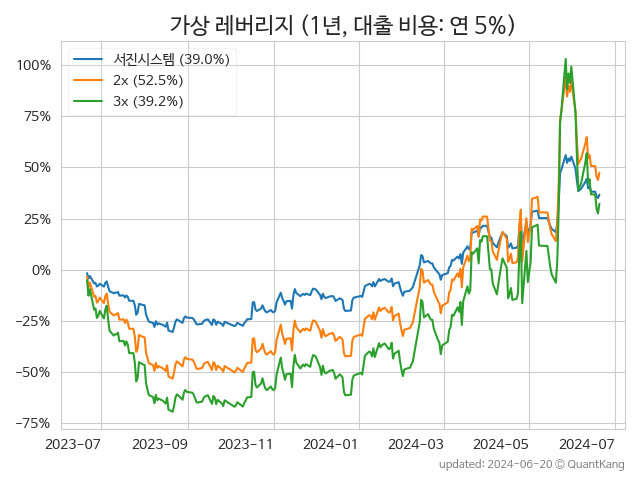 가상 레버리지 (1년, 대출 비용: 연 5%)
서진시스템 (39.0%)
2x (52.5%)
3x (39.2%)
100%
75%
50%
25%
0%
−25%
−50%
−75%
2023-07 2023-09 2023-11 2024-01 2024-03 2024-05 2024-07
updated: 2024-06-20 © QuantKang